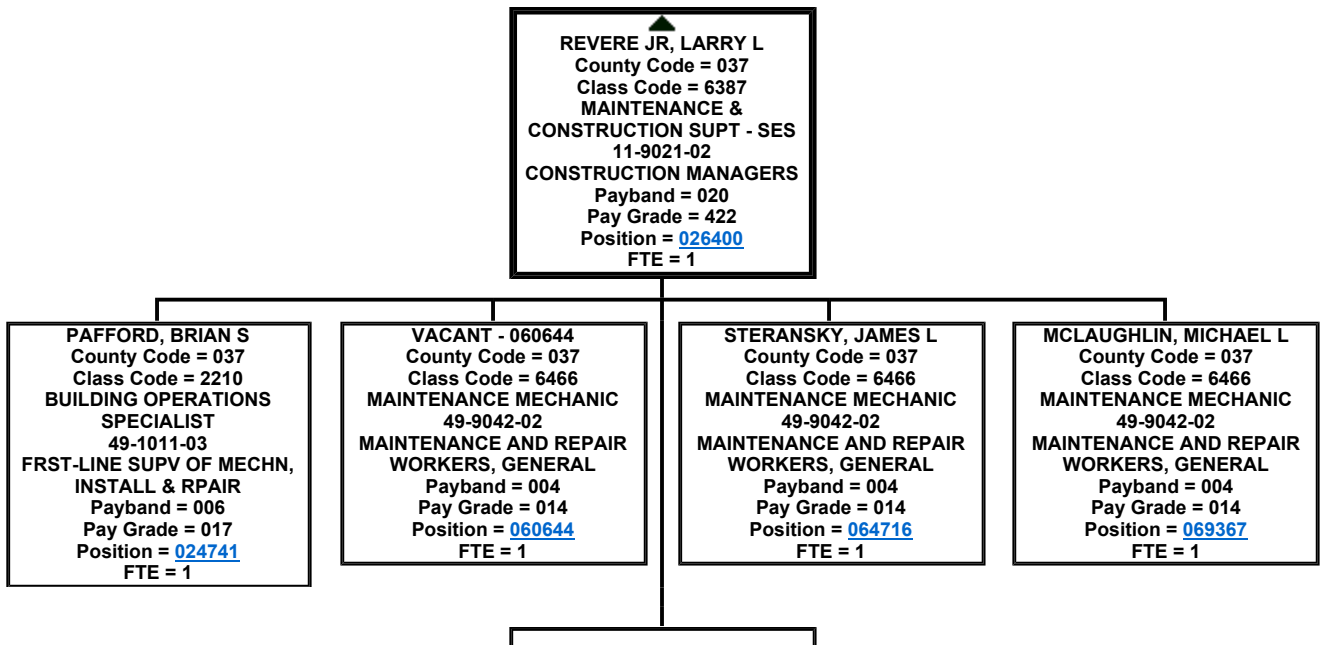 REVERE JR, LARRY L
County Code = 037
Class Code = 6387
MAINTENANCE &
CONSTRUCTION SUPT - SES
11-9021-02
CONSTRUCTION MANAGERS
Payband = 020
Pay Grade = 422
Position = 026400
FTE = 1
PAFFORD, BRIAN S
County Code = 037
Class Code = 2210
BUILDING OPERATIONS
SPECIALIST
49-1011-03
FRST-LINE SUPV OF MECHN,
INSTALL & RPAIR
Payband = 006
Pay Grade = 017
Position = 024741
FTE = 1
VACANT - 060644
County Code = 037
Class Code = 6466
MAINTENANCE MECHANIC
49-9042-02
MAINTENANCE AND REPAIR
WORKERS, GENERAL
Payband = 004
Pay Grade = 014
Position = 060644
FTE = 1
STERANSKY, JAMES L
County Code = 037
Class Code = 6466
MAINTENANCE MECHANIC
49-9042-02
MAINTENANCE AND REPAIR
WORKERS, GENERAL
Payband = 004
Pay Grade = 014
Position = 064716
FTE = 1
MCLAUGHLIN, MICHAEL L
County Code = 037
Class Code = 6466
MAINTENANCE MECHANIC
49-9042-02
MAINTENANCE AND REPAIR
WORKERS, GENERAL
Payband = 004
Pay Grade = 014
Position = 069367
FTE = 1